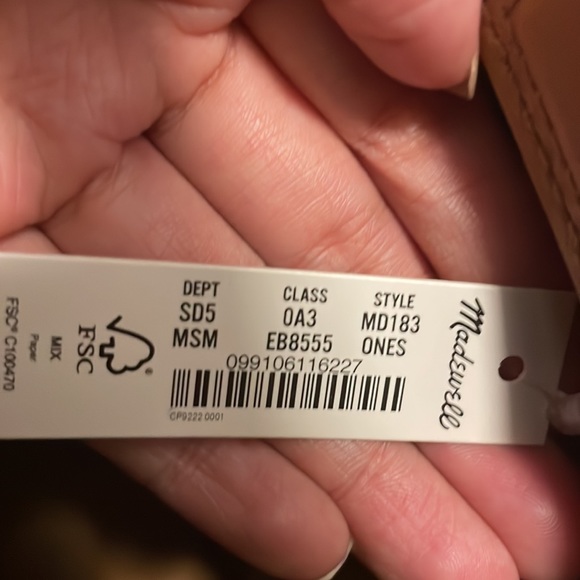 DEPT CLASS STYLE
SD5 0A3 MD183
MSM EB8555 ONES
099106116227
CP9222 0001
Madewell
FSC
®
MIX
Paper
FSC® C100470